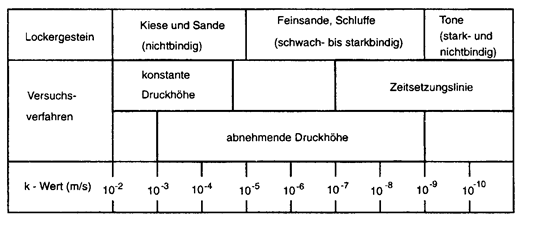 Lockergestein
Kiese und Sande
(nichtbindig)
Feinsande, Schluffe
(schwach- bis starkbindig)
Tone
(stark- und
nichtbindig)
Versuchs-
verfahren
konstante
Druckhöhe
Zeitsetzungslinie
abnehmende Druckhöhe
k - Wert (m/s) 10⁻² 10⁻³ 10⁻⁴ 10⁻⁵ 10⁻⁶ 10⁻⁷ 10⁻⁸ 10⁻⁹ 10⁻¹⁰